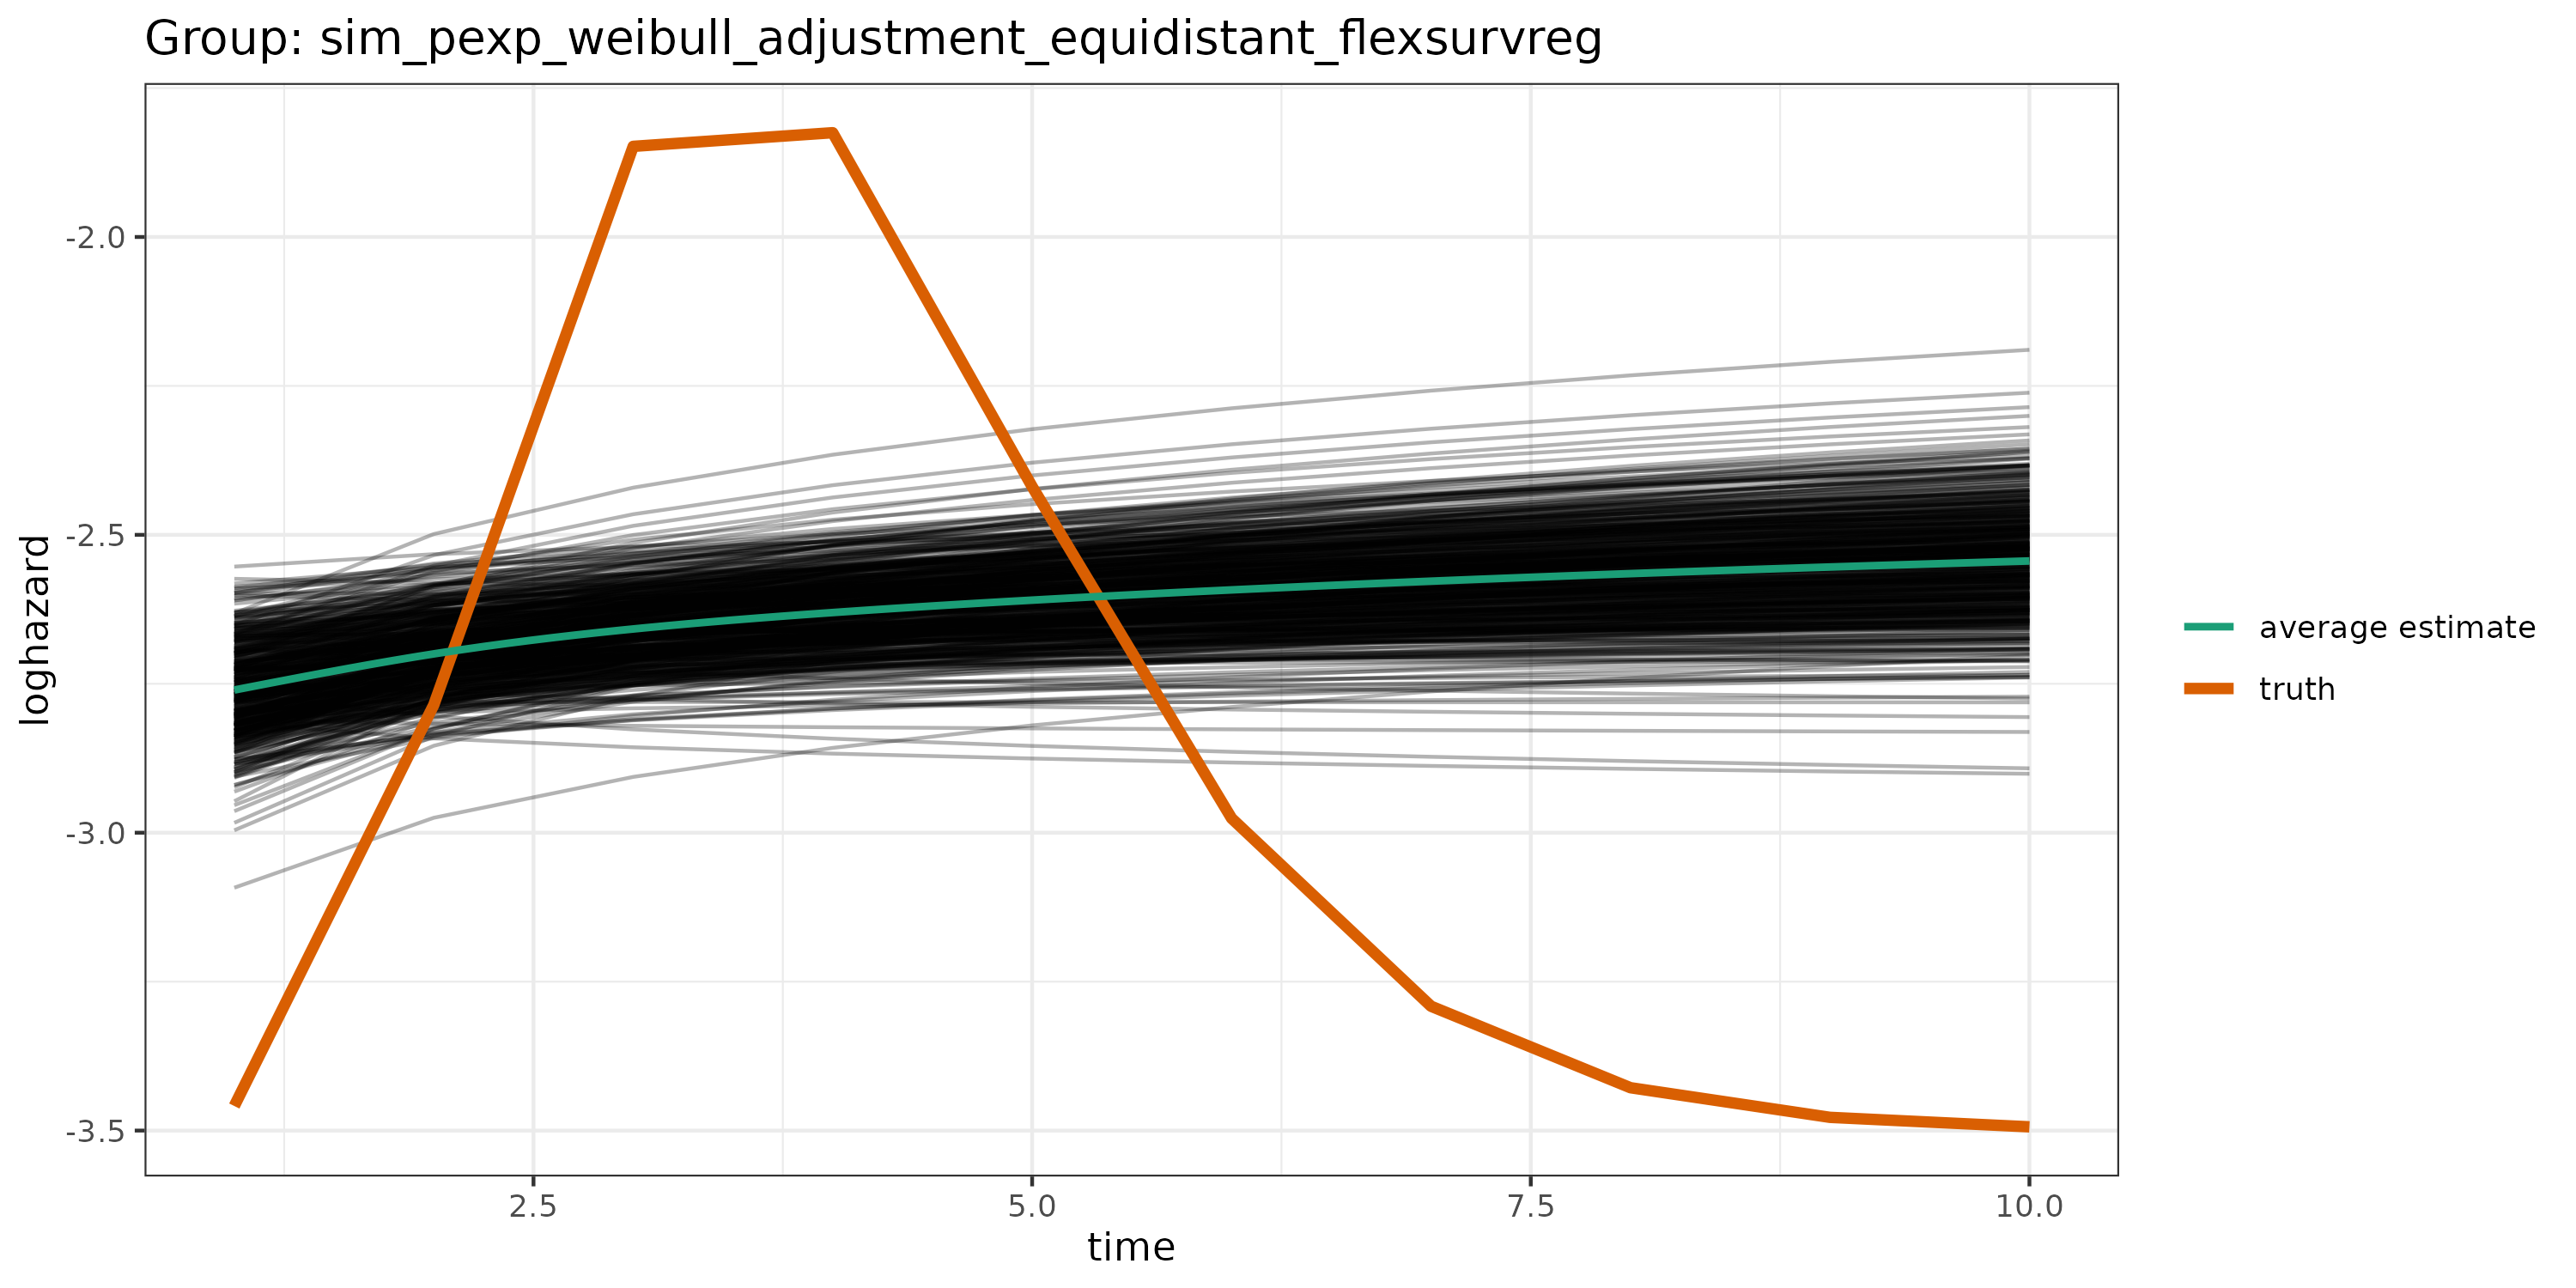 Group: sim_pexp_weibull_adjustment_equidistant_flexsurvreg
loghazard
-2.0
-2.5
-3.0
-3.5
2.5
5.0
7.5
10.0
time
average estimate
truth